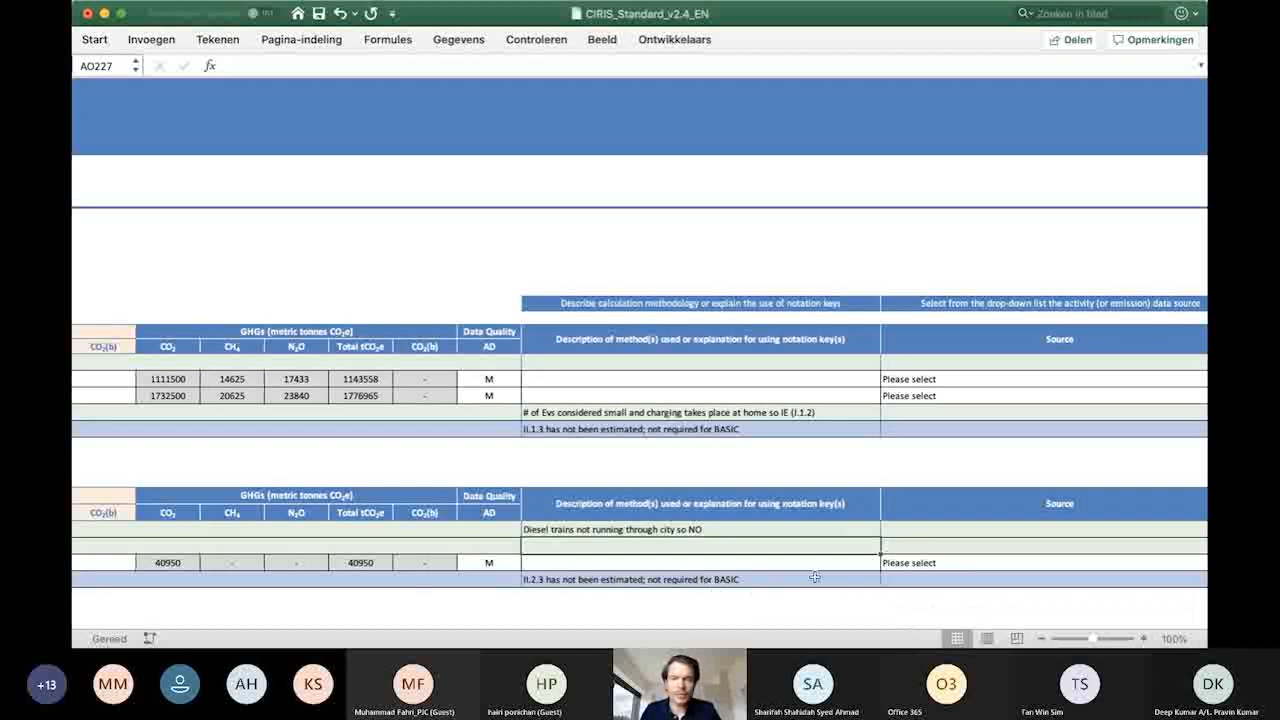 CIRIS_Standard_v2.4_EN
Zoeken in blad
Start Invoegen Tekenen Pagina-indeling Formules Gegevens Controleren Beeld Ontwikkelaars Delen Opmerkingen
AO227 fx
Describe calculation methodology or explain the use of notation keys Select from the drop-down list the activity (or emission) data source
GHGs (metric tonnes CO₂e) Data Quality Description of method(s) used or explanation for using notation key(s) Source
CO₂(b) CO₂ CH₄ N₂O Total tCO₂e CO₂(b) AD
1111500 14625 17433 1143558 - M Please select
1732500 20625 23840 1776965 - M Please select
# of Evs considered small and charging takes place at home so IE (I.1.2)
II.1.3 has not been estimated; not required for BASIC
GHGs (metric tonnes CO₂e) Data Quality Description of method(s) used or explanation for using notation key(s) Source
CO₂(b) CO₂ CH₄ N₂O Total tCO₂e CO₂(b) AD
Diesel trains not running through city so NO
40950 - - 40950 - M Please select
II.2.3 has not been estimated; not required for BASIC
Gereed 100%
+13 MM AH KS MF HP SA O3 TS DK
Muhammad Fahri_PJC (Guest) hairi ponichan (Guest) Sharifah Shahidah Syed Ahmad Office 365 Tan Win Sim Deep Kumar A/L. Pravin Kumar